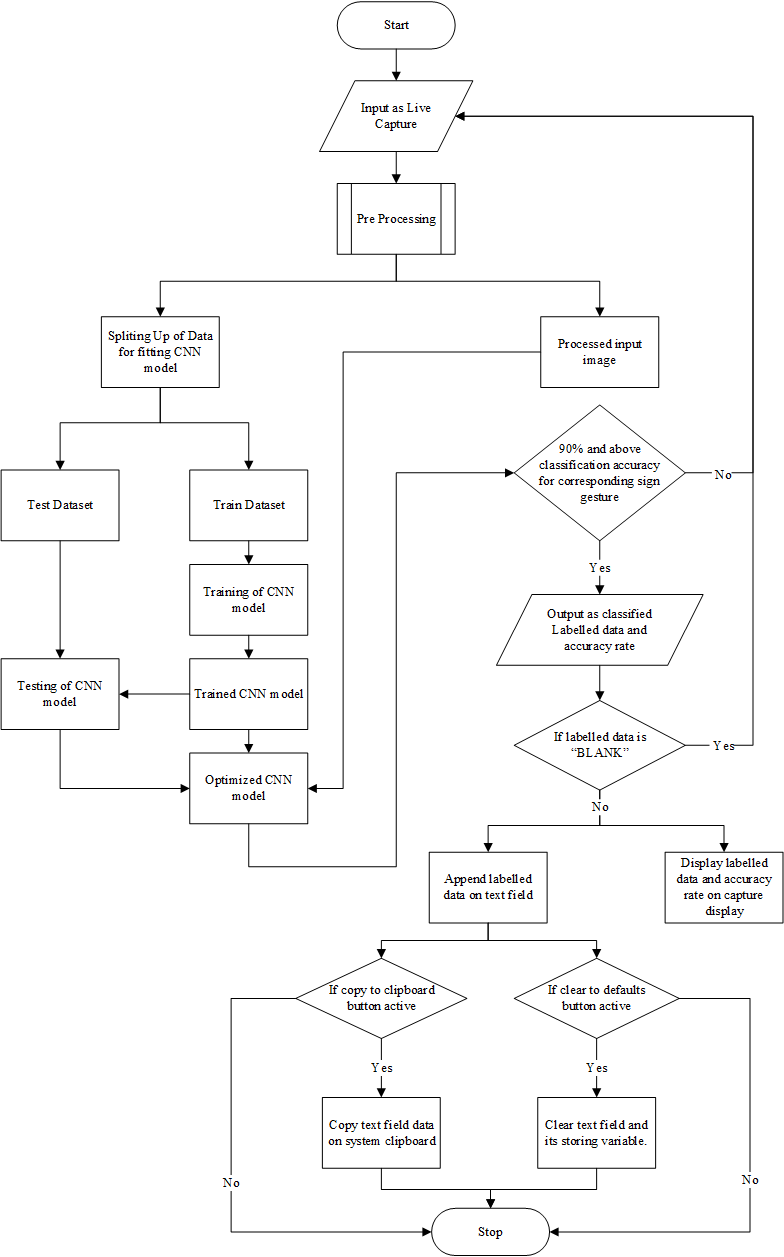 Start
Input as Live
Capture
Pre Processing
Spliting Up of Data
for fitting CNN
model
Processed input
image
90% and above
classification accuracy
for corresponding sign
gesture
No
Test Dataset
Train Dataset
Yes
Training of CNN
model
Output as classified
Labelled data and
accuracy rate
Testing of CNN
model
Trained CNN model
If labelled data is
“BLANK”
Yes
Optimized CNN
model
No
Append labelled
data on text field
Display labelled
data and accuracy
rate on capture
display
If copy to clipboard
button active
If clear to defaults
button active
Yes
Yes
Copy text field data
on system clipboard
Clear text field and
its storing variable.
No
No
Stop